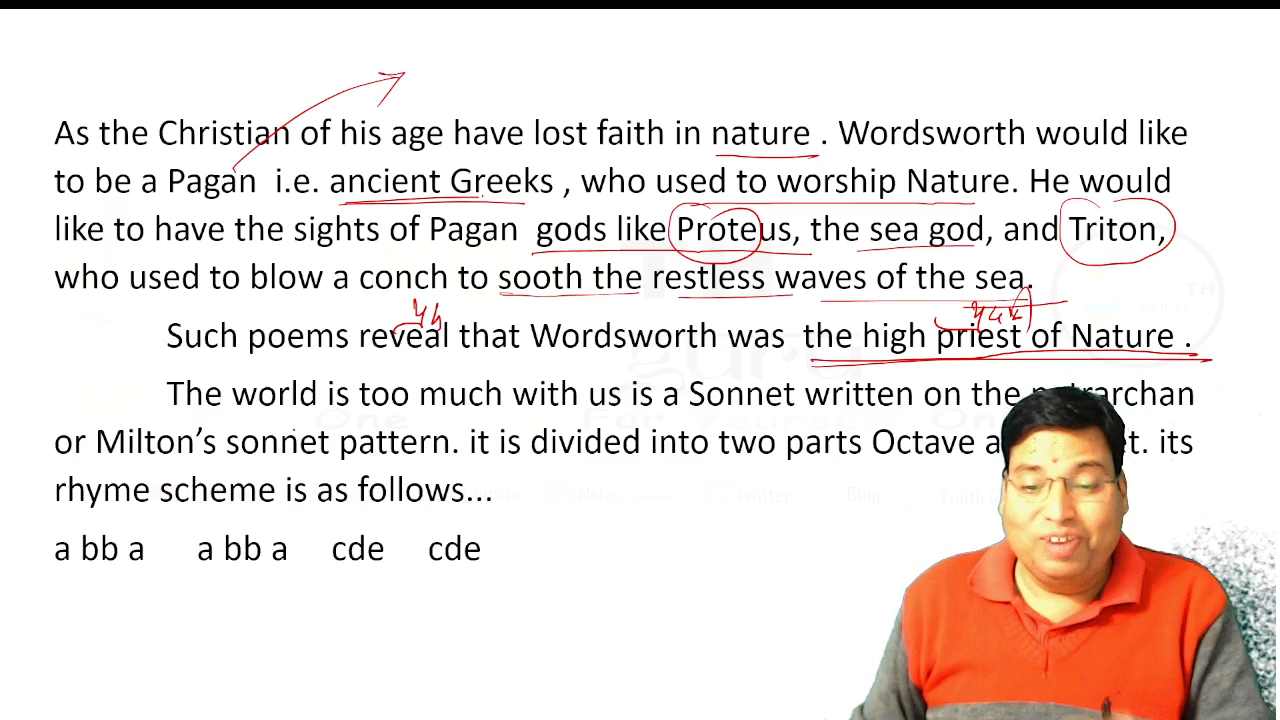 As the Christian of his age have lost faith in nature . Wordsworth would like
to be a Pagan i.e. ancient Greeks , who used to worship Nature. He would
like to have the sights of Pagan gods like Proteus, the sea god, and Triton,
who used to blow a conch to sooth the restless waves of the sea.
Such poems reveal that Wordsworth was the high priest of Nature .
The world is too much with us is a Sonnet written on the
or Milton's sonnet pattern. it is divided into two parts Octave its
rhyme scheme is as follows...
a bb a a bb a cde cde